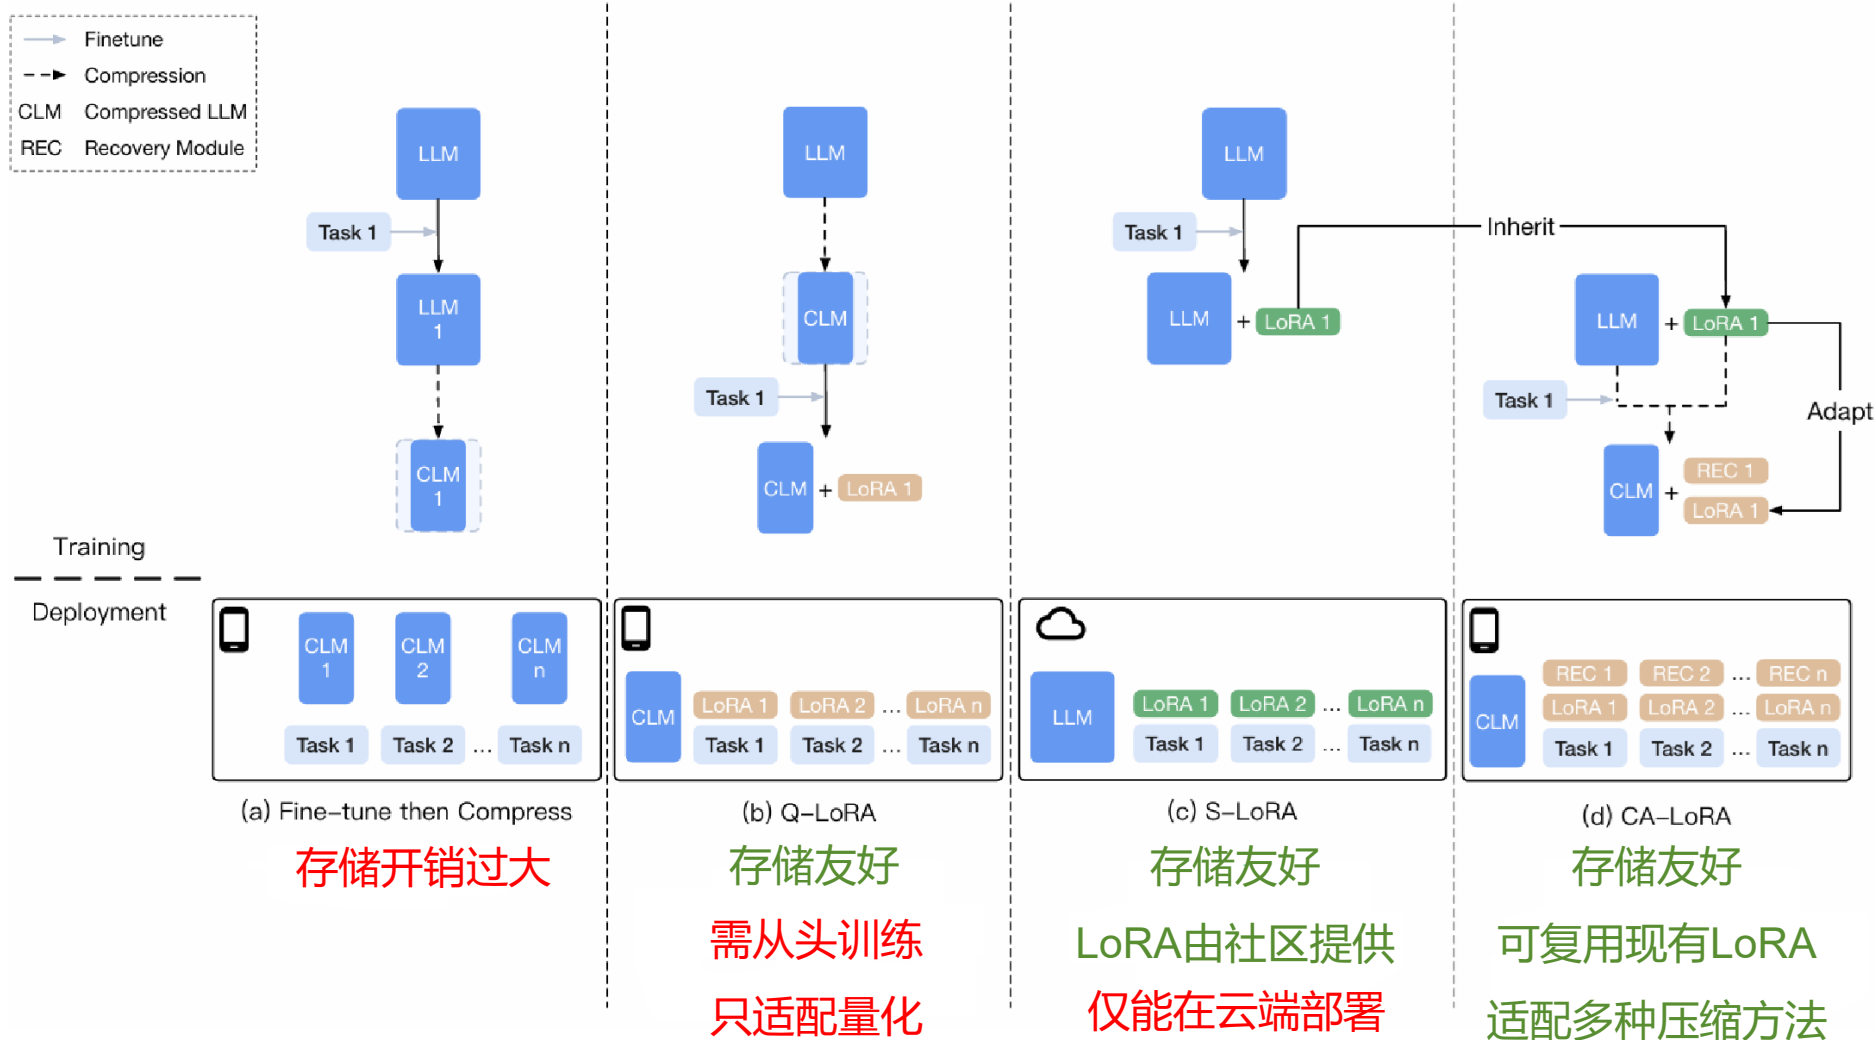 Finetune
Compression
CLM Compressed LLM
REC Recovery Module
LLM
Task 1
LLM 1
CLM 1
LLM
CLM
Task 1
CLM + LoRA 1
LLM
Task 1
LLM + LoRA 1
Inherit
LLM + LoRA 1
Task 1
Adapt
CLM + REC 1
LoRA 1
Training
Deployment
CLM 1 CLM 2 CLM n
Task 1 Task 2 ... Task n
CLM
LoRA 1 LoRA 2 ... LoRA n
Task 1 Task 2 ... Task n
LLM
LoRA 1 LoRA 2 ... LoRA n
Task 1 Task 2 ... Task n
CLM
REC 1 REC 2 ... REC n
LoRA 1 LoRA 2 ... LoRA n
Task 1 Task 2 ... Task n
(a) Fine-tune then Compress
存储开销过大
(b) Q-LoRA
存储友好
需从头训练
只适配量化
(c) S-LoRA
存储友好
LoRA由社区提供
仅能在云端部署
(d) CA-LoRA
存储友好
可复用现有LoRA
适配多种压缩方法